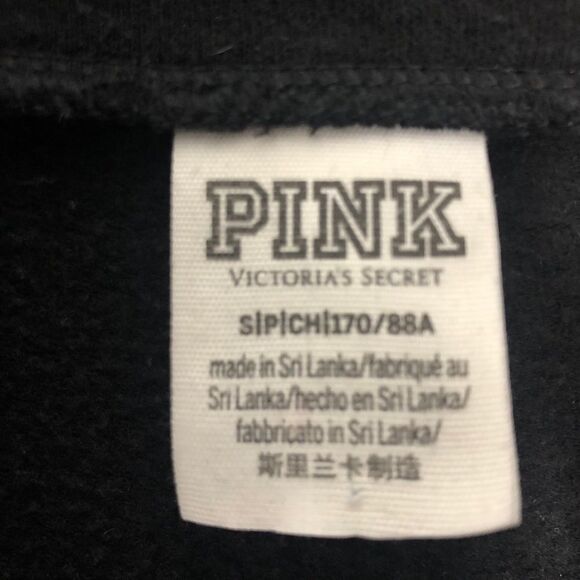 PINK
VICTORIA'S SECRET
S|P|CH|170/88A
made in Sri Lanka/fabriqué au
Sri Lanka/hecho en Sri Lanka/
fabbricato in Sri Lanka/
斯里兰卡制造